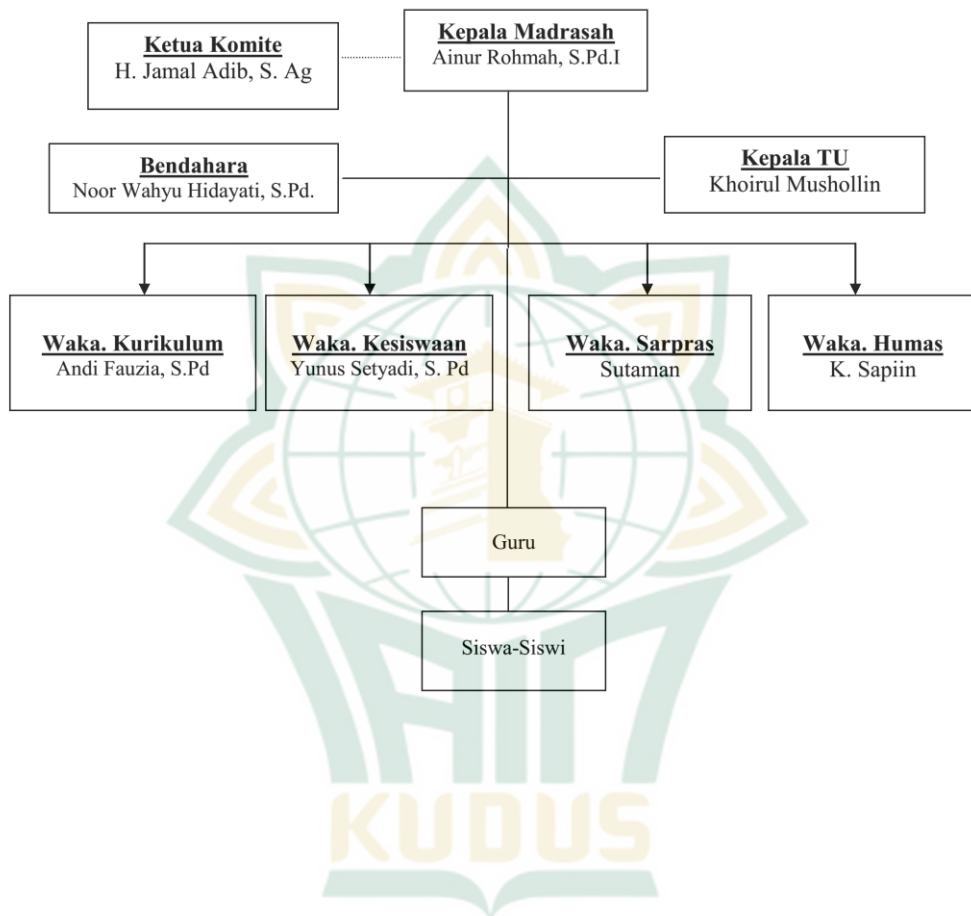 Kepala Madrasah
Ainur Rohmah, S.Pd.I
Ketua Komite
H. Jamal Adib, S. Ag
Bendahara
Noor Wahyu Hidayati, S.Pd.
Kepala TU
Khoirul Mushollin
Waka. Kurikulum
Andi Fauzia, S.Pd
Waka. Kesiswaan
Yunus Setyadi, S. Pd
Waka. Sarpras
Sutaman
Waka. Humas
K. Sapiin
Guru
Siswa-Siswi
IAIN
KUDUS